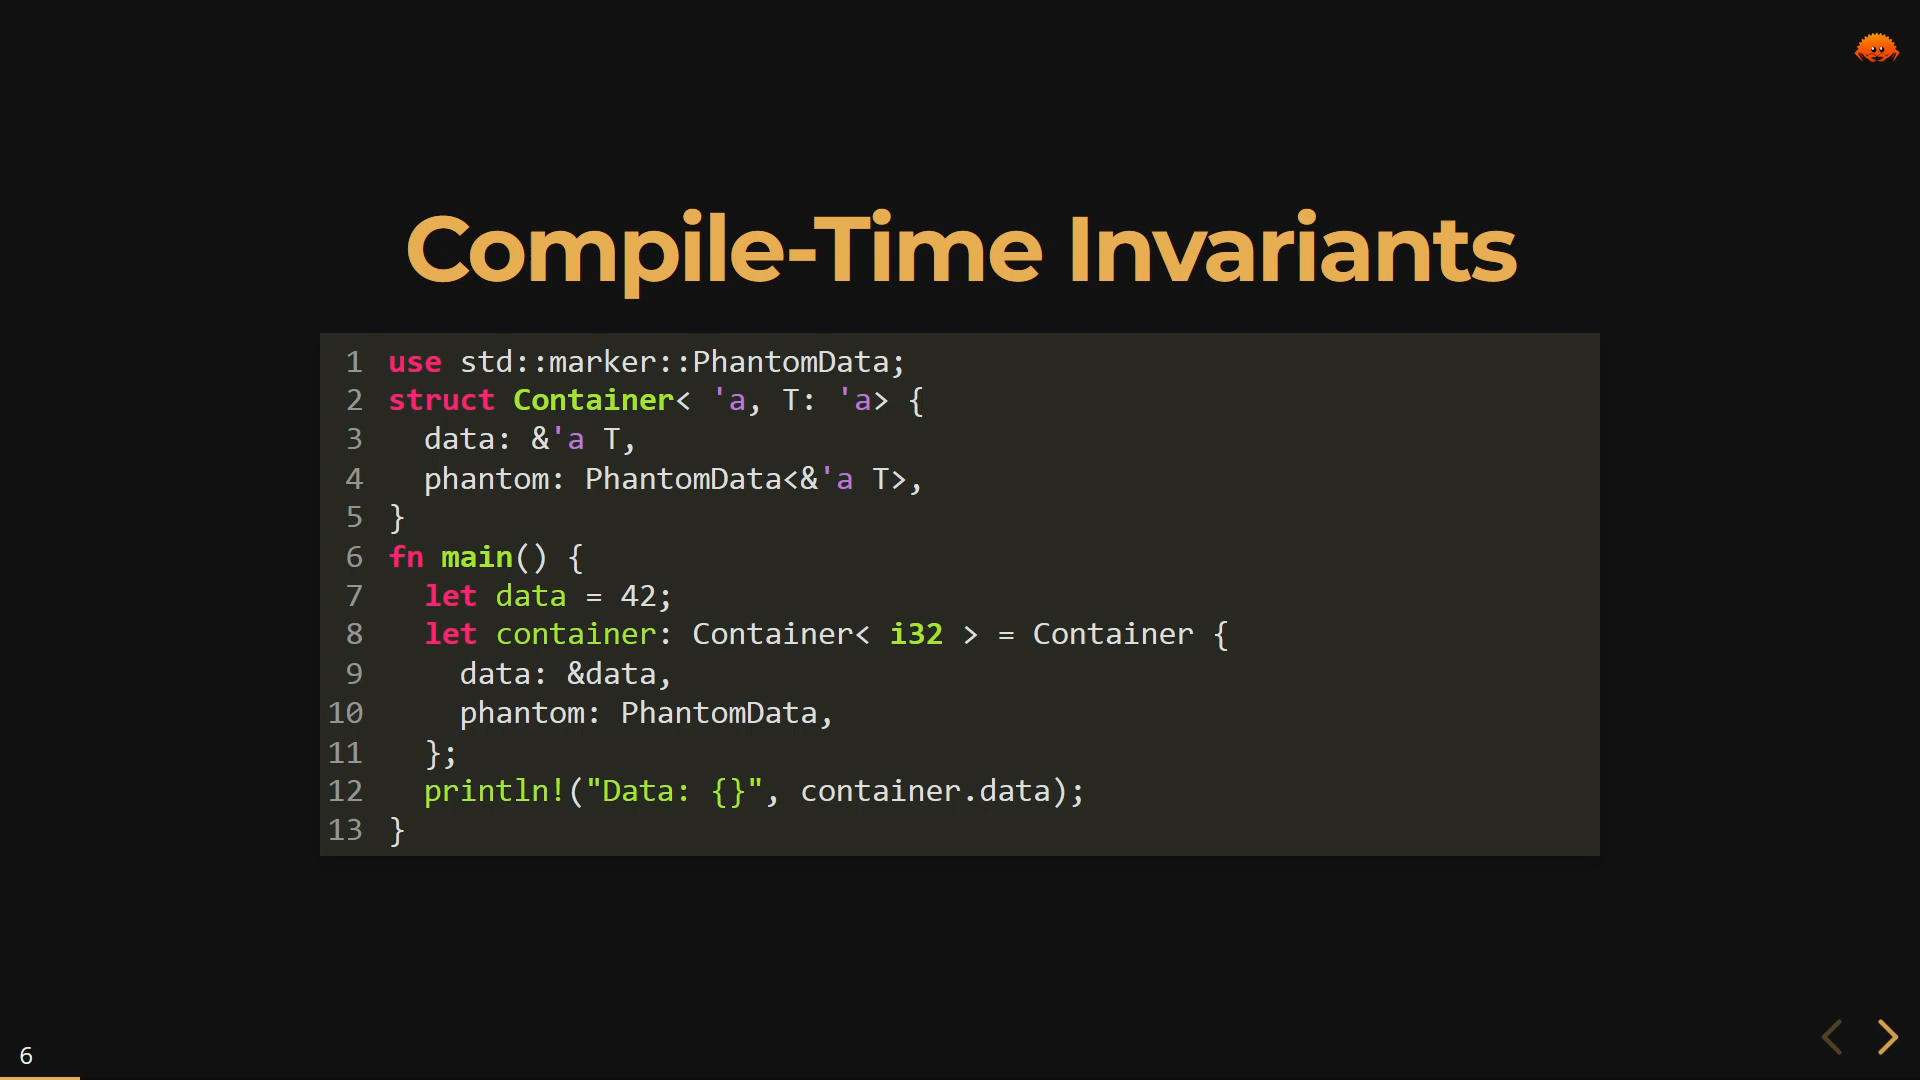 Compile-Time Invariants
1 use std::marker::PhantomData;
2 struct Container< 'a, T: 'a> {
3   data: &'a T,
4   phantom: PhantomData<&'a T>,
5 }
6 fn main() {
7   let data = 42;
8   let container: Container< i32 > = Container {
9     data: &data,
10     phantom: PhantomData,
11   };
12   println!("Data: {}", container.data);
13 }
6